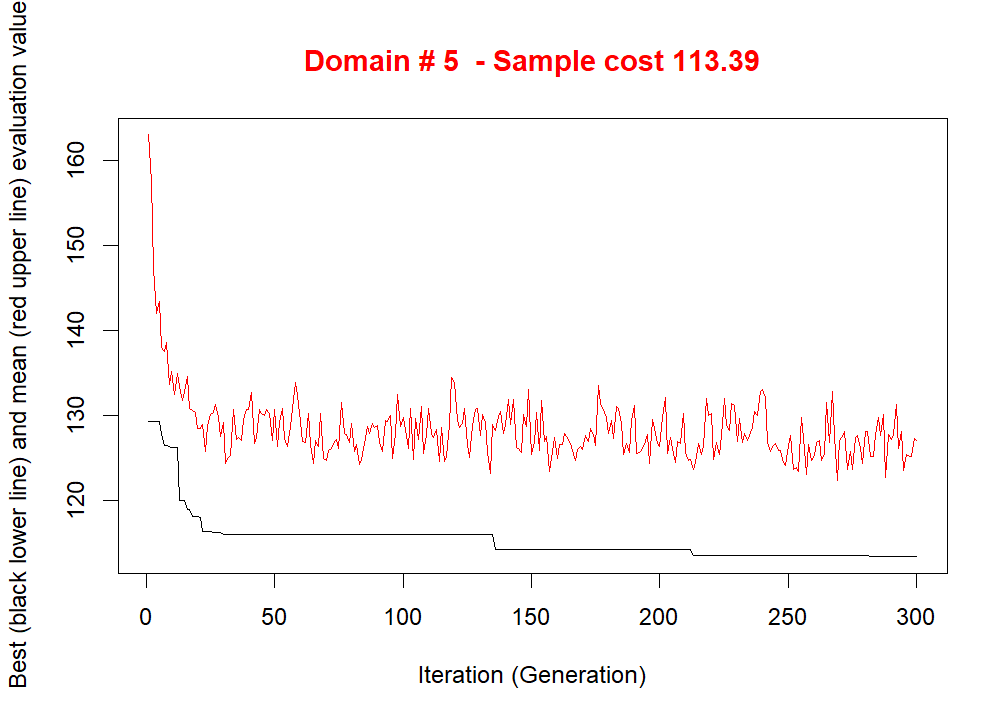 Domain # 5  - Sample cost 113.39
Best (black lower line) and mean (red upper line) evaluation value
160
150
140
130
120
0 50 100 150 200 250 300
Iteration (Generation)